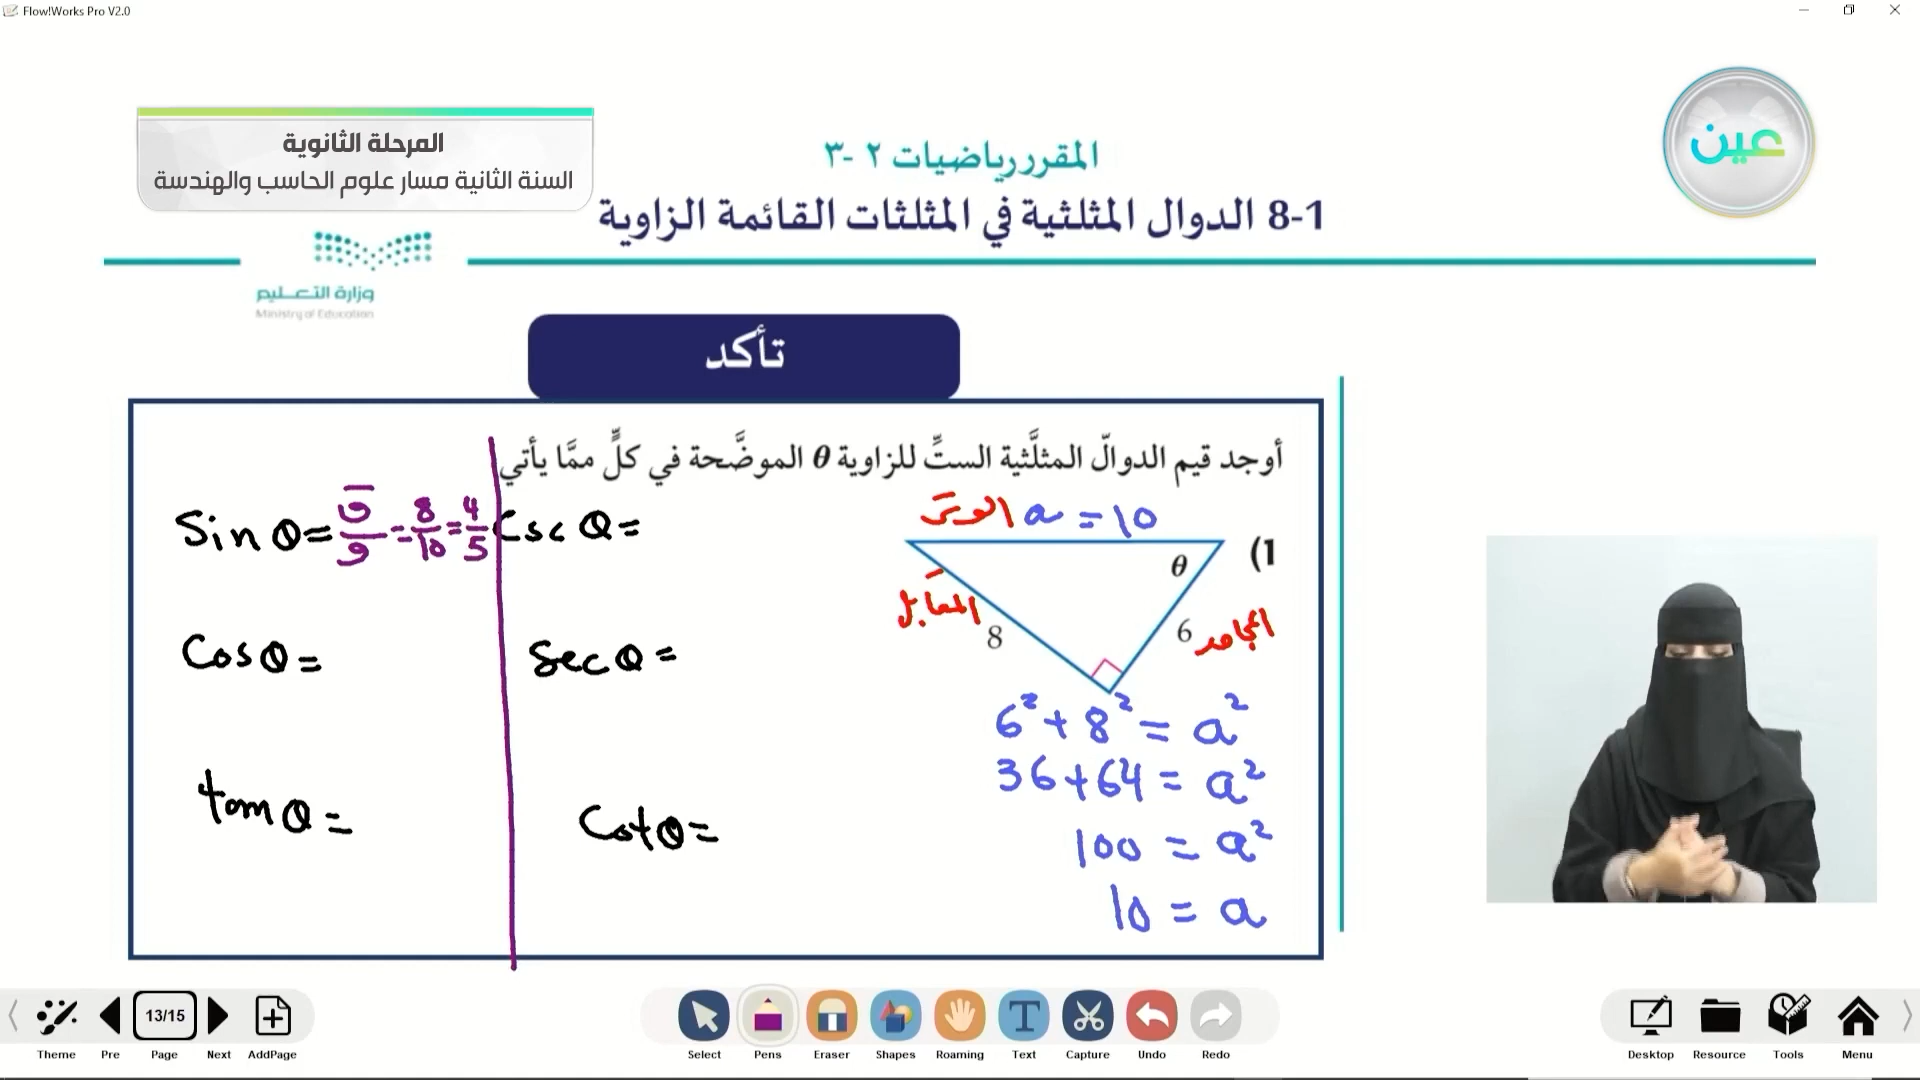 Flow!Works Pro V2.0
المرحلة الثانوية
السنة الثانية مسار علوم الحاسب والهندسة
المقرر رياضيات ٢ -٣
8-1 الدوال المثلثية في المثلثات القائمة الزاوية
عين
وزارة التعليم
Ministry of Education
تأكد
أوجد قيم الدوالّ المثلَّثية الستِّ للزاوية θ الموضَّحة في كلٍّ ممَّا يأتي
(1
الوتر a = 10
θ
المقابل
8
6
المجاور
Sin θ = ق/و = 8/10 = 4/5
Csc θ =
Cos θ =
Sec θ =
tan θ =
Cot θ =
6² + 8² = a²
36 + 64 = a²
100 = a²
10 = a
13/15
Theme Pre Page Next AddPage
Select Pens Eraser Shapes Roaming Text Capture Undo Redo
Desktop Resource Tools Menu